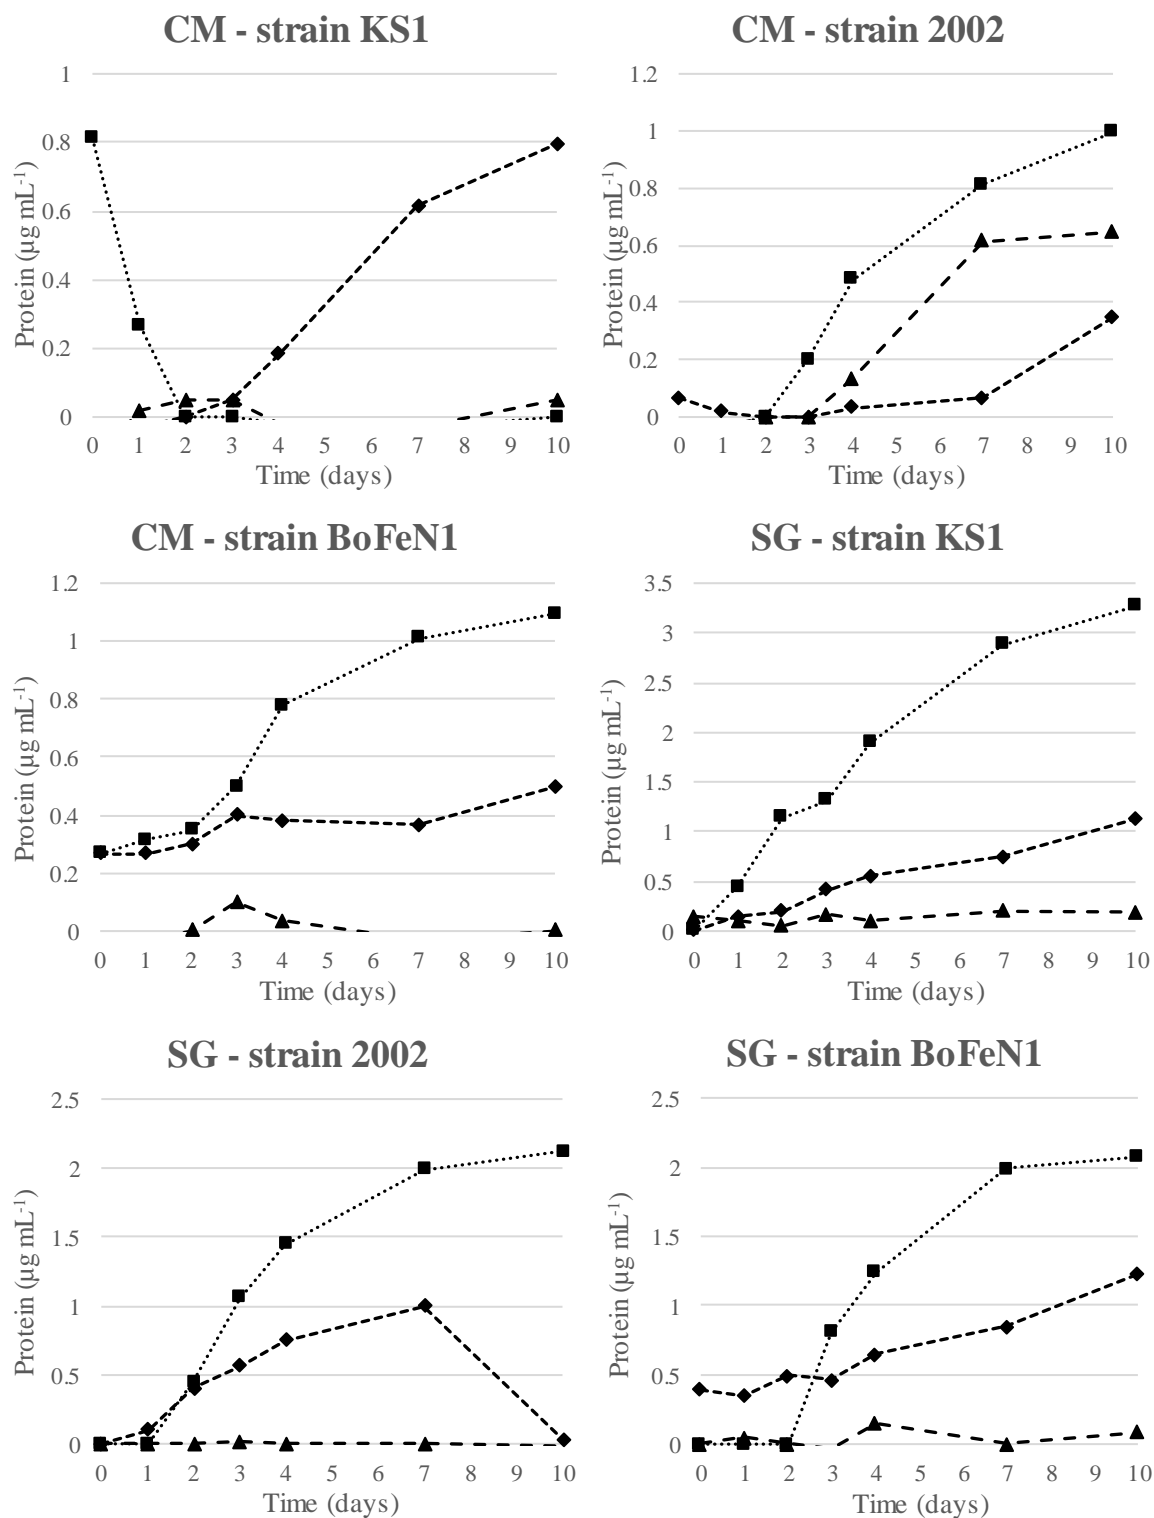 CM - strain KS1
1
0.8
0.6
0.4
0.2
0
Protein (µg mL-1)
0 1 2 3 4 5 6 7 8 9 10
Time (days)
CM - strain 2002
1.2
1
0.8
0.6
0.4
0.2
0
Protein (µg mL-1)
0 1 2 3 4 5 6 7 8 9 10
Time (days)
CM - strain BoFeN1
1.2
1
0.8
0.6
0.4
0.2
0
Protein (µg mL-1)
0 1 2 3 4 5 6 7 8 9 10
Time (days)
SG - strain KS1
3.5
3
2.5
2
1.5
1
0.5
0
Protein (µg mL-1)
0 1 2 3 4 5 6 7 8 9 10
Time (days)
SG - strain 2002
2.5
2
1.5
1
0.5
0
Protein (µg mL-1)
0 1 2 3 4 5 6 7 8 9 10
Time (days)
SG - strain BoFeN1
2.5
2
1.5
1
0.5
0
Protein (µg mL-1)
0 1 2 3 4 5 6 7 8 9 10
Time (days)